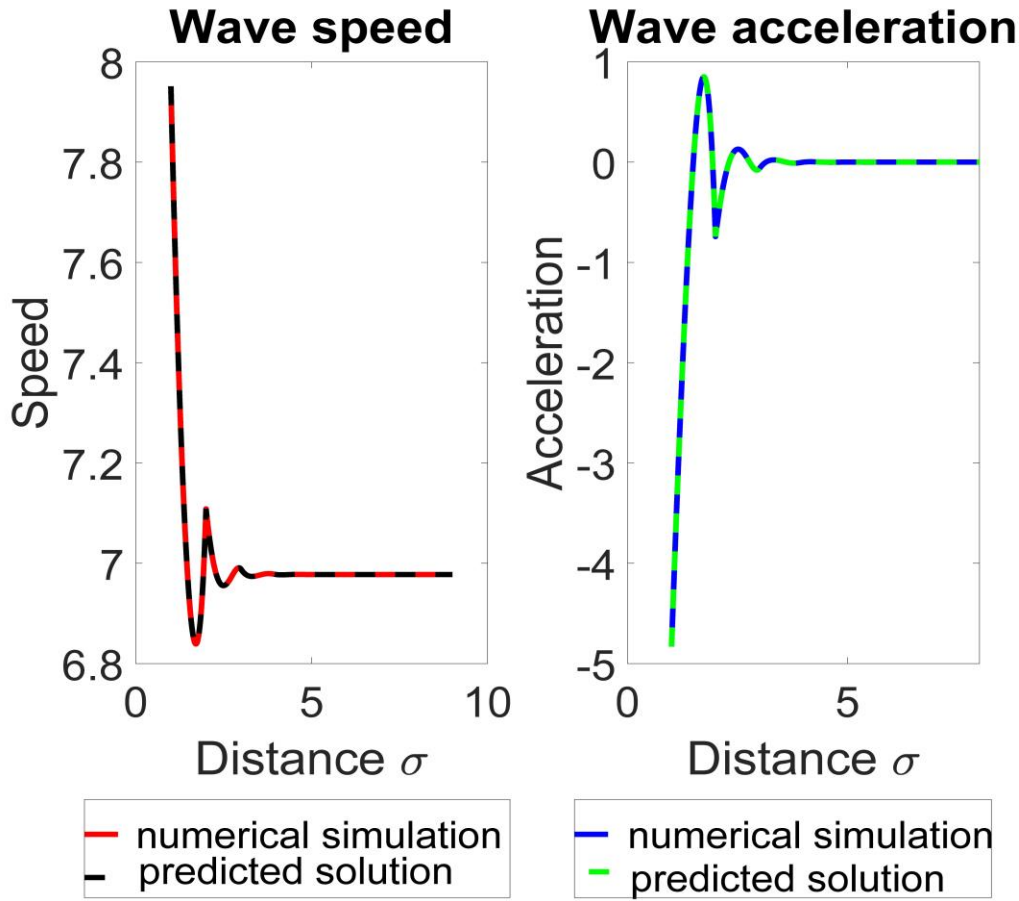 Wave speed
8
7.8
7.6
7.4
7.2
7
6.8
0
5
10
Speed
Distance σ
numerical simulation
predicted solution
Wave acceleration
1
0
-1
-2
-3
-4
-5
0
5
Acceleration
Distance σ
numerical simulation
predicted solution